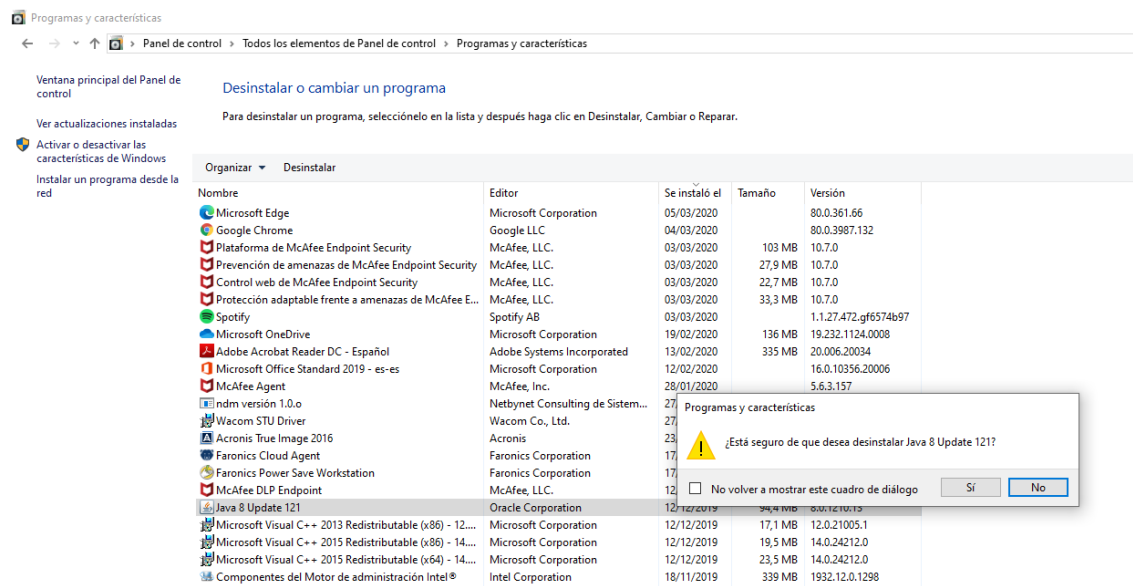 Programas y características
Panel de control › Todos los elementos de Panel de control › Programas y características
Ventana principal del Panel de control
Ver actualizaciones instaladas
Activar o desactivar las características de Windows
Instalar un programa desde la red
Desinstalar o cambiar un programa
Para desinstalar un programa, selecciónelo en la lista y después haga clic en Desinstalar, Cambiar o Reparar.
Organizar Desinstalar
Nombre Editor Se instaló el Tamaño Versión
Microsoft Edge Microsoft Corporation 05/03/2020 80.0.361.66
Google Chrome Google LLC 04/03/2020 80.0.3987.132
Plataforma de McAfee Endpoint Security McAfee, LLC. 03/03/2020 103 MB 10.7.0
Prevención de amenazas de McAfee Endpoint Security McAfee, LLC. 03/03/2020 27,9 MB 10.7.0
Control web de McAfee Endpoint Security McAfee, LLC. 03/03/2020 22,7 MB 10.7.0
Protección adaptable frente a amenazas de McAfee E... McAfee, LLC. 03/03/2020 33,3 MB 10.7.0
Spotify Spotify AB 03/03/2020 1.1.27.472.gf6574b97
Microsoft OneDrive Microsoft Corporation 19/02/2020 136 MB 19.232.1124.0008
Adobe Acrobat Reader DC - Español Adobe Systems Incorporated 13/02/2020 335 MB 20.006.20034
Microsoft Office Standard 2019 - es-es Microsoft Corporation 12/02/2020 16.0.10356.20006
McAfee Agent McAfee, Inc. 28/01/2020 5.6.3.157
ndm versión 1.0.o Netbynet Consulting de Sistem... 27
Wacom STU Driver Wacom Co., Ltd. 27
Acronis True Image 2016 Acronis 23
Faronics Cloud Agent Faronics Corporation 17
Faronics Power Save Workstation Faronics Corporation 17
McAfee DLP Endpoint McAfee, LLC. 12
Java 8 Update 121 Oracle Corporation 12/12/2019 94,4 MB 8.0.1210.13
Microsoft Visual C++ 2013 Redistributable (x86) - 12.... Microsoft Corporation 12/12/2019 17,1 MB 12.0.21005.1
Microsoft Visual C++ 2015 Redistributable (x86) - 14.... Microsoft Corporation 12/12/2019 19,5 MB 14.0.24212.0
Microsoft Visual C++ 2015 Redistributable (x64) - 14.... Microsoft Corporation 12/12/2019 23,5 MB 14.0.24212.0
Componentes del Motor de administración Intel® Intel Corporation 18/11/2019 339 MB 1932.12.0.1298
Programas y características
¿Está seguro de que desea desinstalar Java 8 Update 121?
No volver a mostrar este cuadro de diálogo Sí No